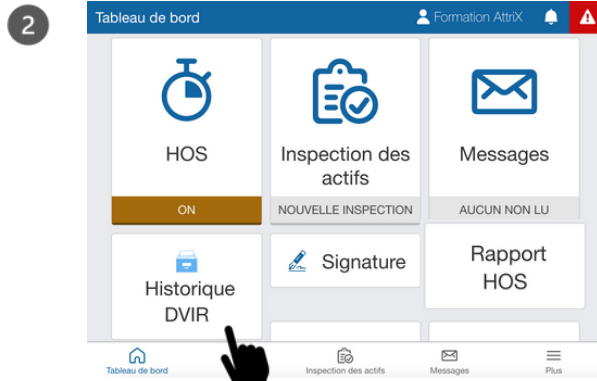 2
Tableau de bord
Formation AttriX
HOS
ON
Inspection des
actifs
NOUVELLE INSPECTION
Messages
AUCUN NON LU
Historique
DVIR
Signature
Rapport
HOS
Tableau de bord
Inspection des actifs
Messages
Plus